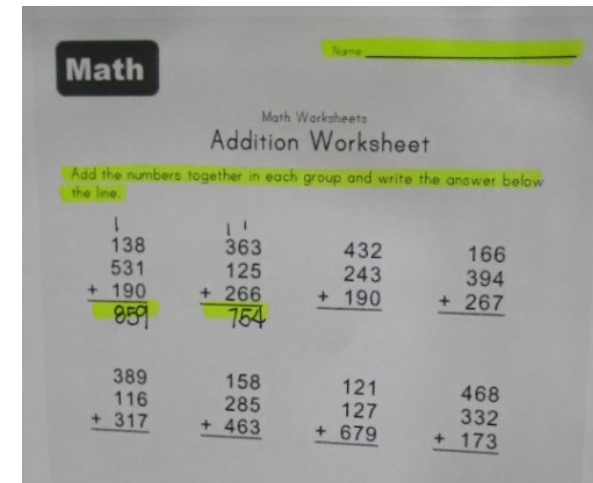 Name
Math
Math Worksheets
Addition Worksheet
Add the numbers together in each group and write the answer below
the line.
1 1 1
138 363 432 166
531 125 243 394
+ 190 + 266 + 190 + 267
859 754
389 158 121 468
116 285 127 332
+ 317 + 463 + 679 + 173